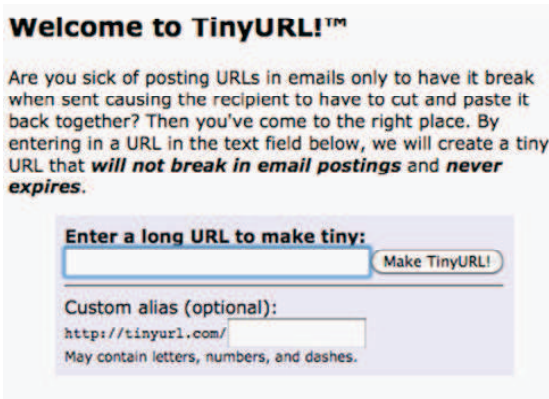 Welcome to TinyURL!™
Are you sick of posting URLs in emails only to have it break
when sent causing the recipient to have to cut and paste it
back together? Then you've come to the right place. By
entering in a URL in the text field below, we will create a tiny
URL that will not break in email postings and never
expires.
Enter a long URL to make tiny:
Make TinyURL!
Custom alias (optional):
http://tinyurl.com/
May contain letters, numbers, and dashes.